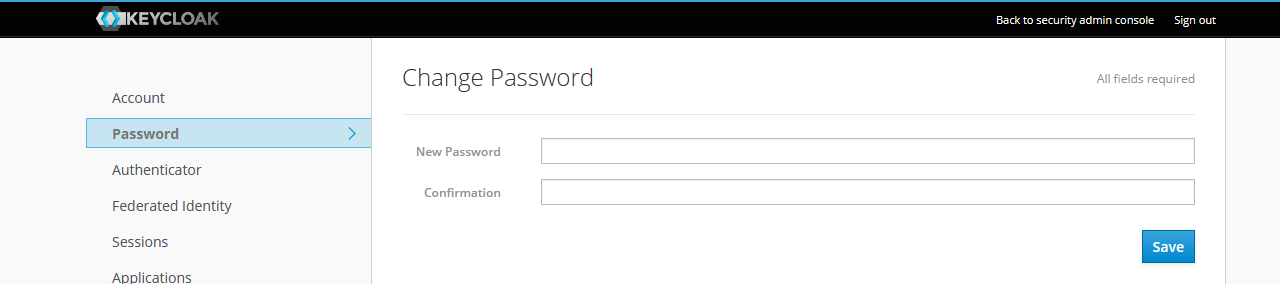 KEYCLOAK
Back to security admin console Sign out
Account
Password
Authenticator
Federated Identity
Sessions
Applications
Change Password
All fields required
New Password
Confirmation
Save